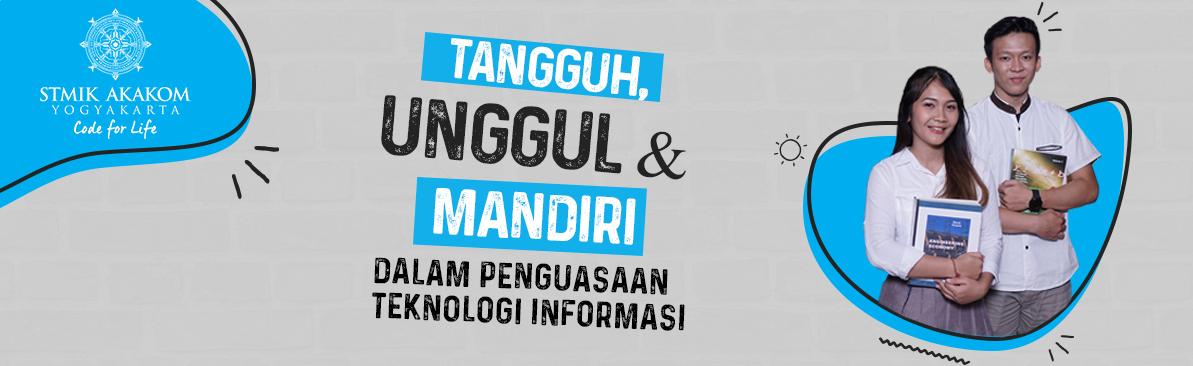 STMIK AKAKOM
YOGYAKARTA
Code for Life
TANGGUH,
UNGGUL &
MANDIRI
DALAM PENGUASAAN
TEKNOLOGI INFORMASI
ENGINEERING
ECONOMY